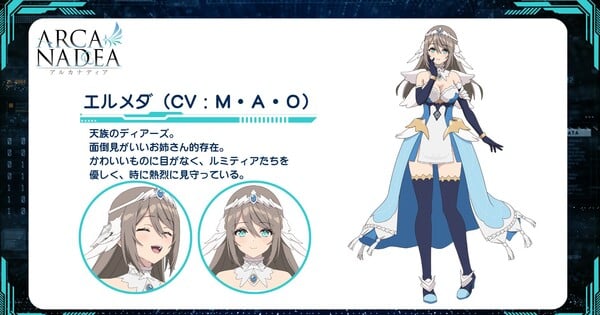 ARCA
NADEA
アルカナディア
エルメダ（CV：M・A・O）
天族のディアーズ。
面倒見がいいお姉さん的存在。
かわいいものに目がなく、ルミティアたちを
優しく、時に熱烈に見守っている。